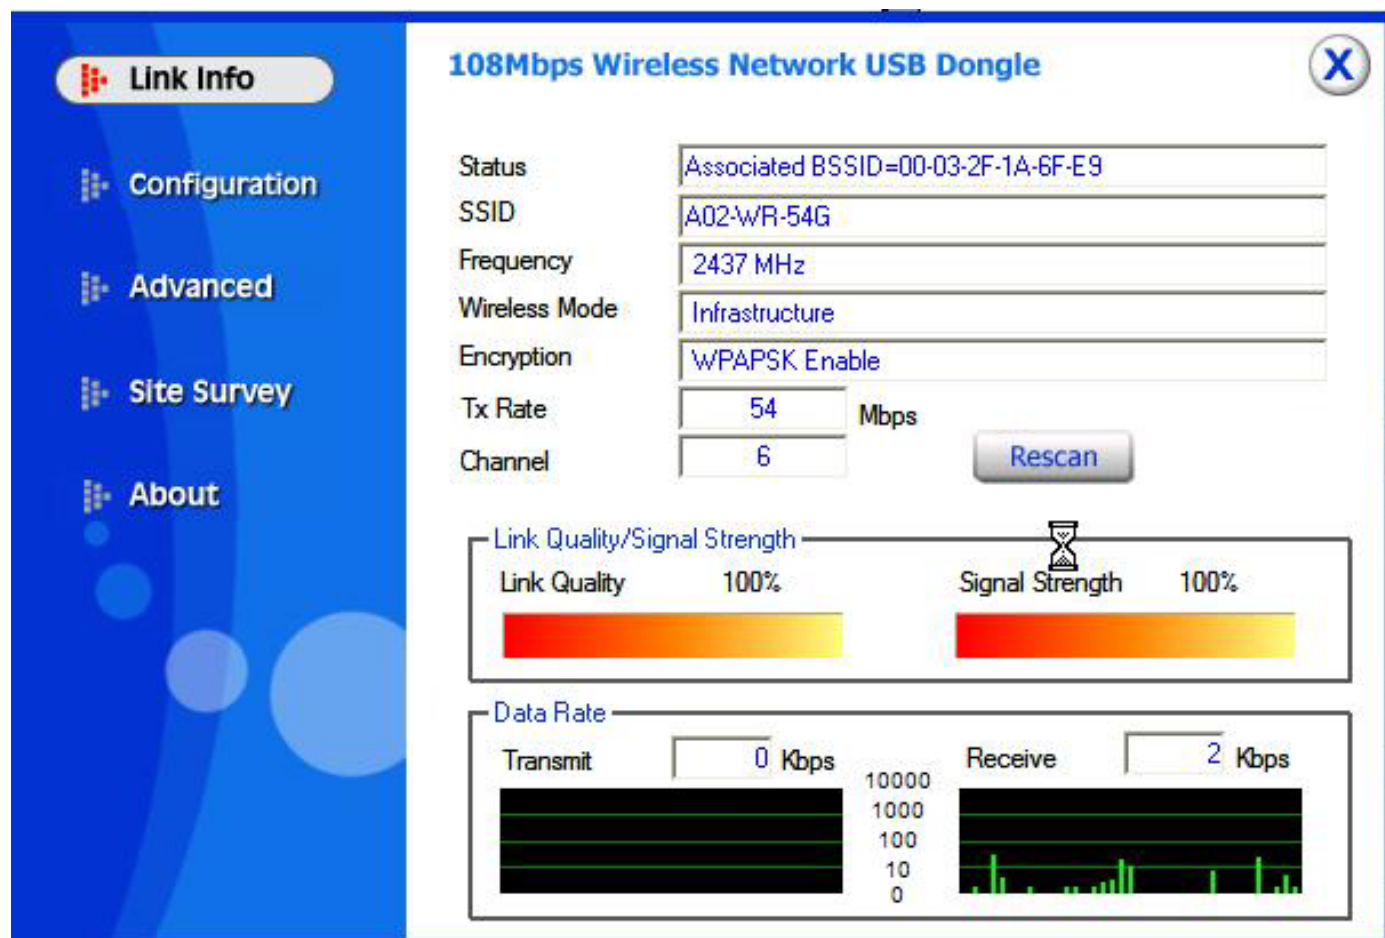 Link Info
Configuration
Advanced
Site Survey
About
108Mbps Wireless Network USB Dongle
X
Status Associated BSSID=00-03-2F-1A-6F-E9
SSID A02-WR-54G
Frequency 2437 MHz
Wireless Mode Infrastructure
Encryption WPAPSK Enable
Tx Rate 54 Mbps
Channel 6
Rescan
Link Quality/Signal Strength
Link Quality 100% Signal Strength 100%
Data Rate
Transmit 0 Kbps Receive 2 Kbps
10000
1000
100
10
0